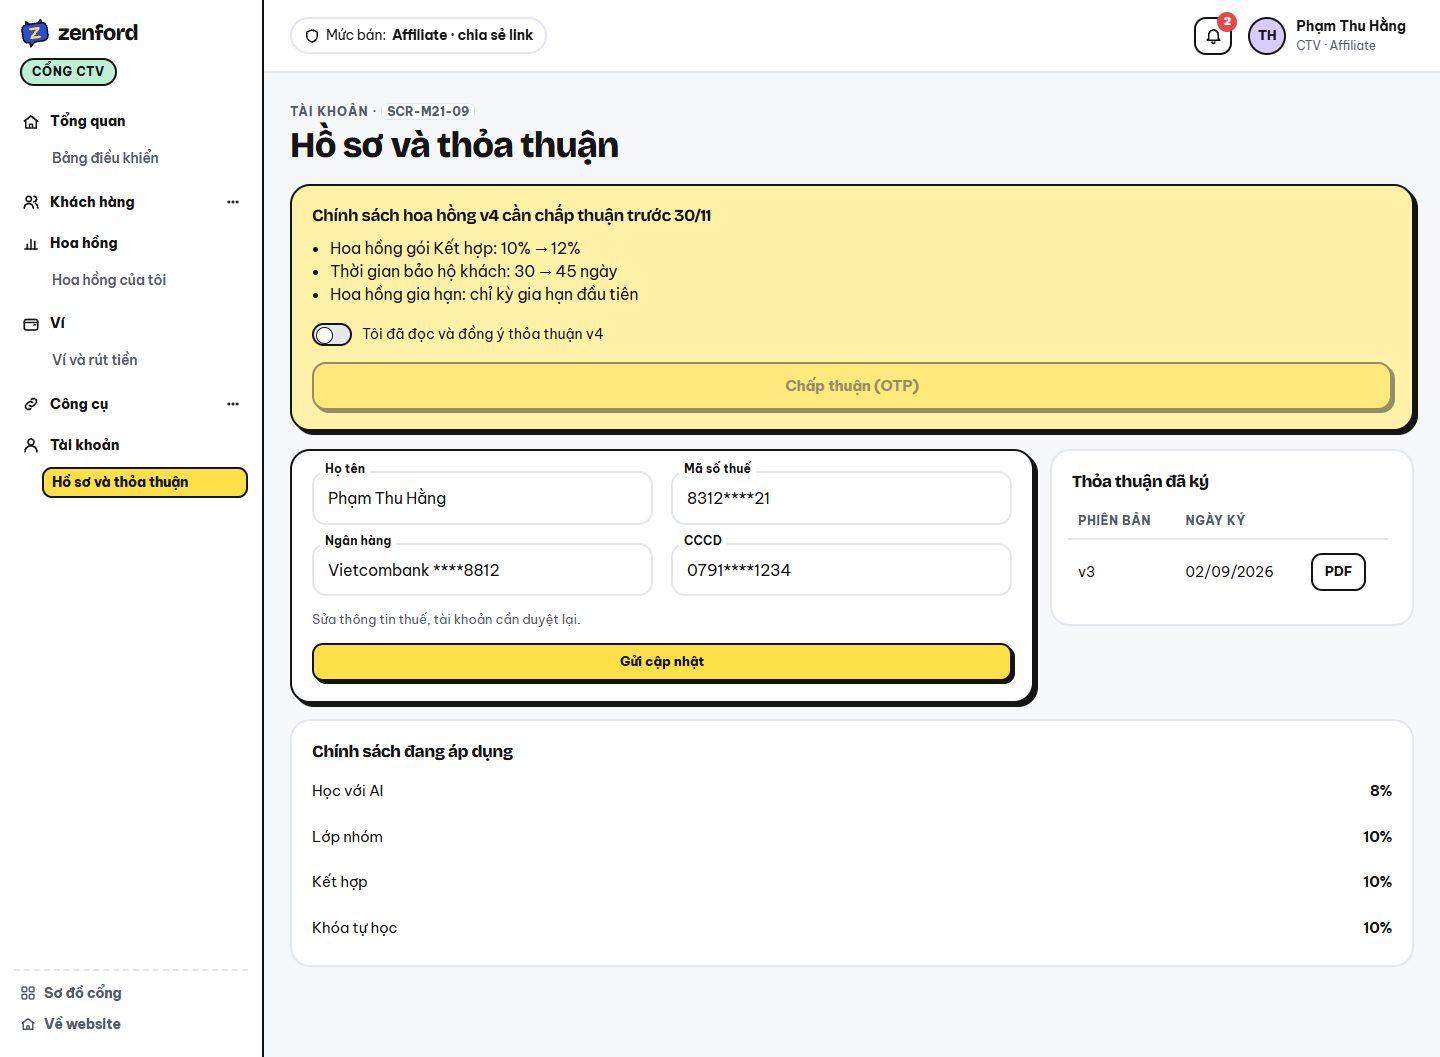 zenford
CỔNG CTV
Tổng quan
Bảng điều khiển
Khách hàng
Hoa hồng
Hoa hồng của tôi
Ví
Ví và rút tiền
Công cụ
Tài khoản
Hồ sơ và thỏa thuận
Sơ đồ cổng
Về website
Mức bán: Affiliate · chia sẻ link
2
TH
Phạm Thu Hằng
CTV · Affiliate
TÀI KHOẢN · SCR-M21-09
Hồ sơ và thỏa thuận
Chính sách hoa hồng v4 cần chấp thuận trước 30/11
• Hoa hồng gói Kết hợp: 10% → 12%
• Thời gian bảo hộ khách: 30 → 45 ngày
• Hoa hồng gia hạn: chỉ kỳ gia hạn đầu tiên
Tôi đã đọc và đồng ý thỏa thuận v4
Chấp thuận (OTP)
Họ tên
Phạm Thu Hằng
Mã số thuế
8312****21
Ngân hàng
Vietcombank ****8812
CCCD
0791****1234
Sửa thông tin thuế, tài khoản cần duyệt lại.
Gửi cập nhật
Thỏa thuận đã ký
PHIÊN BẢN NGÀY KÝ
v3 02/09/2026 PDF
Chính sách đang áp dụng
Học với AI 8%
Lớp nhóm 10%
Kết hợp 10%
Khóa tự học 10%